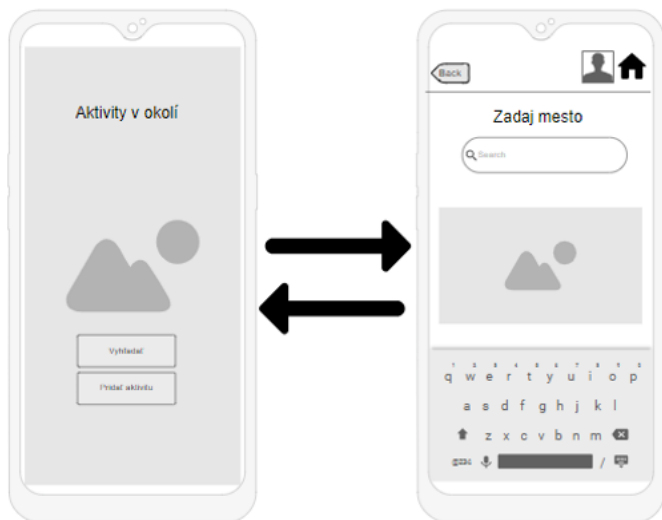 Aktivity v okolí
Vyhľadať
Pridať aktivitu
Back
Zadaj mesto
Search
q w e r t y u i o p
a s d f g h j k l
z x c v b n m
/